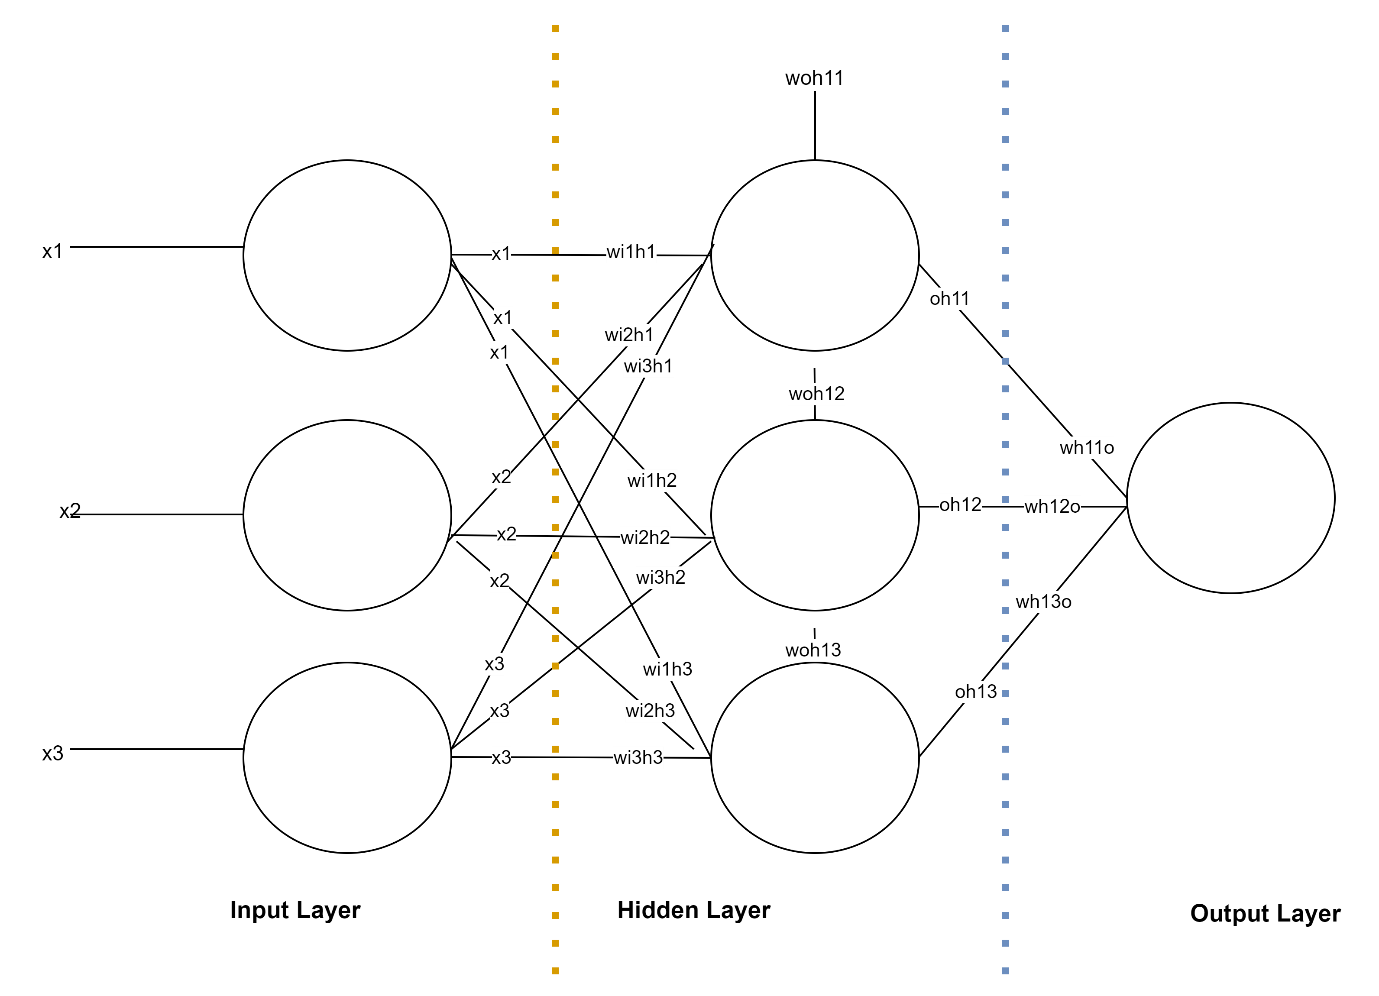 woh11
x1
x1
wi1h1
x1
wi2h1
x1
wi3h1
oh11
woh12
wh11o
x2
x2
wi1h2
x2
wi2h2
oh12
wh12o
x2
wi3h2
wh13o
woh13
x3
wi1h3
x3
wi2h3
oh13
x3
x3
wi3h3
Input Layer
Hidden Layer
Output Layer